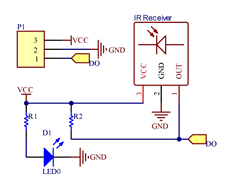 IR Receiver
P1
3
VCC
2
GND
1
DO
VCC
GND
OUT
3
2
1
VCC
R1
R2
GND
D1
GND
LED0
DO